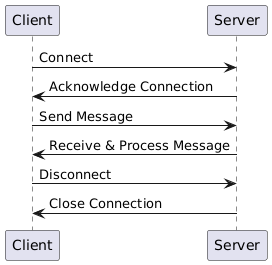 Client Server
Connect
Acknowledge Connection
Send Message
Receive & Process Message
Disconnect
Close Connection
Client Server